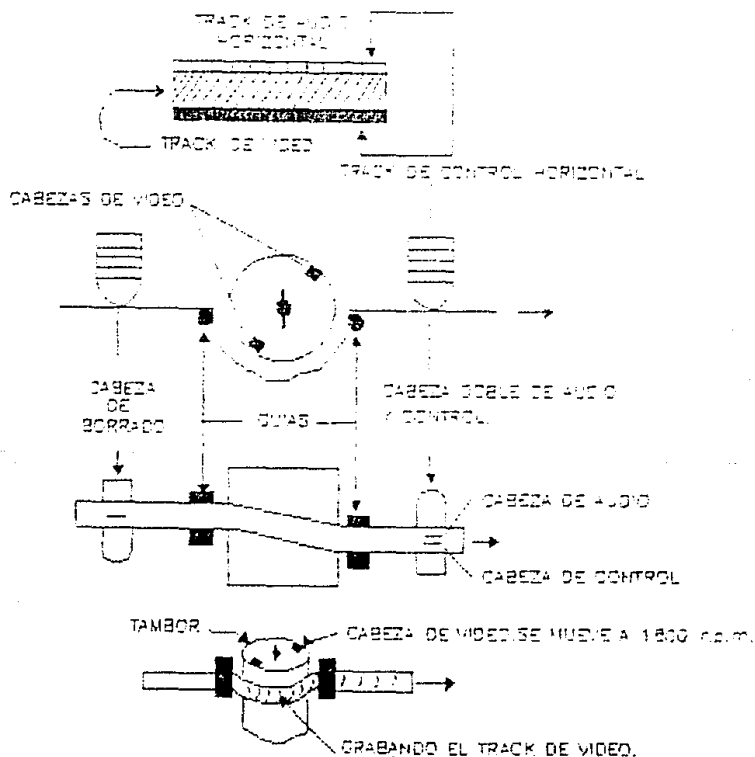 TRACK DE AUDIO
HORIZONTAL
TRACK DE VIDEO
TRACK DE CONTROL HORIZONTAL
CABEZAS DE VIDEO
CABEZA
DE
BORRADO
GUIAS
CABEZA DOBLE DE AUDIO
Y CONTROL.
CABEZA DE AUDIO
CABEZA DE CONTROL
TAMBOR
CABEZA DE VIDEO.SE MUEVE A 1800 r.p.m.
GRABANDO EL TRACK DE VIDEO.